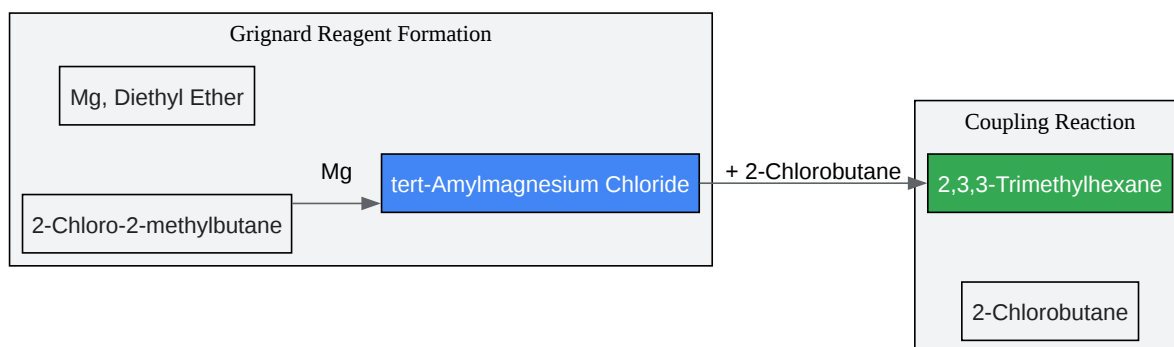 Grignard Reagent Formation
Mg, Diethyl Ether
2-Chloro-2-methylbutane
Mg
tert-Amylmagnesium Chloride
+ 2-Chlorobutane
Coupling Reaction
2,3,3-Trimethylhexane
2-Chlorobutane